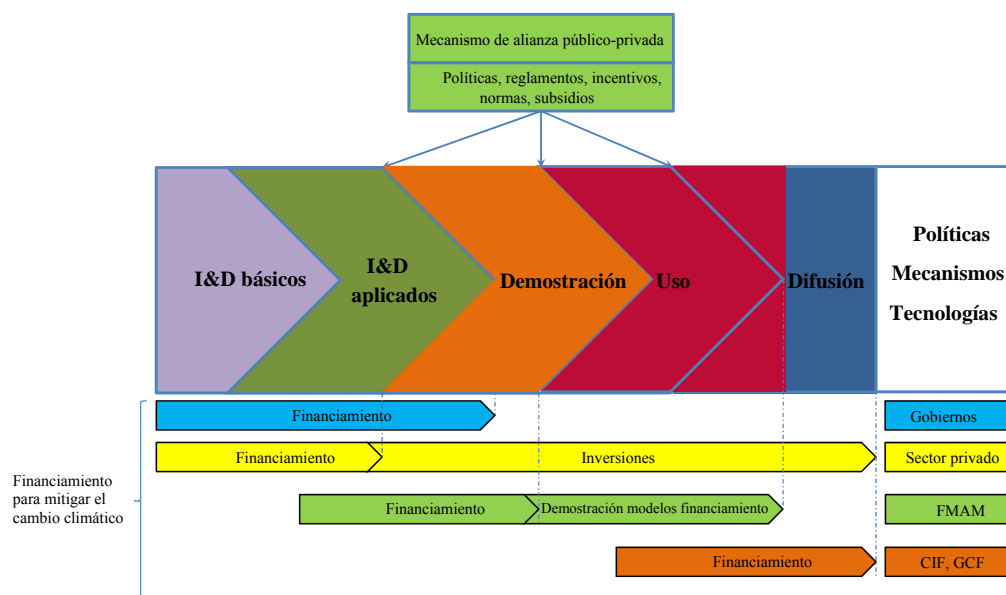 Mecanismo de alianza público-privada
Políticas, reglamentos, incentivos,
normas, subsidios
I&D básicos
I&D
aplicados
Demostración
Uso
Difusión
Políticas
Mecanismos
Tecnologías
Financiamiento
para mitigar el
cambio climático
Financiamiento
Gobiernos
Financiamiento
Inversiones
Sector privado
Financiamiento
Demostración modelos financiamiento
FMAM
Financiamiento
CIF, GCF